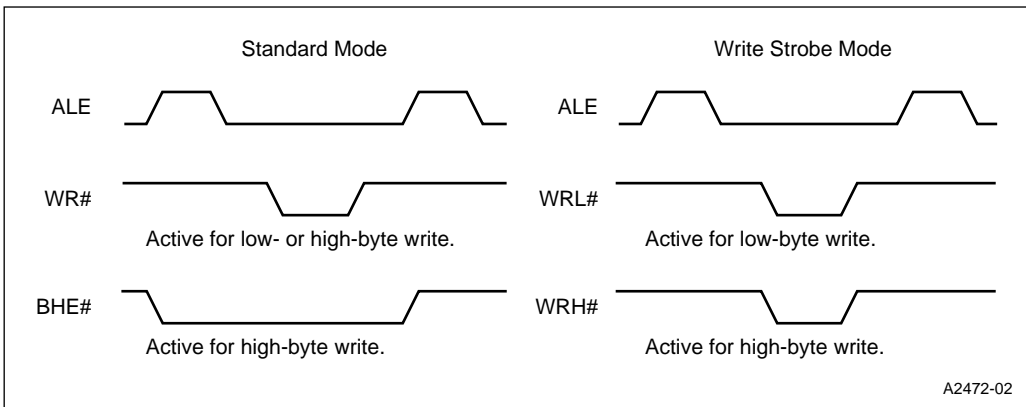 Standard Mode
Write Strobe Mode
ALE
ALE
WR#
WRL#
Active for low- or high-byte write.
Active for low-byte write.
BHE#
WRH#
Active for high-byte write.
Active for high-byte write.
A2472-02